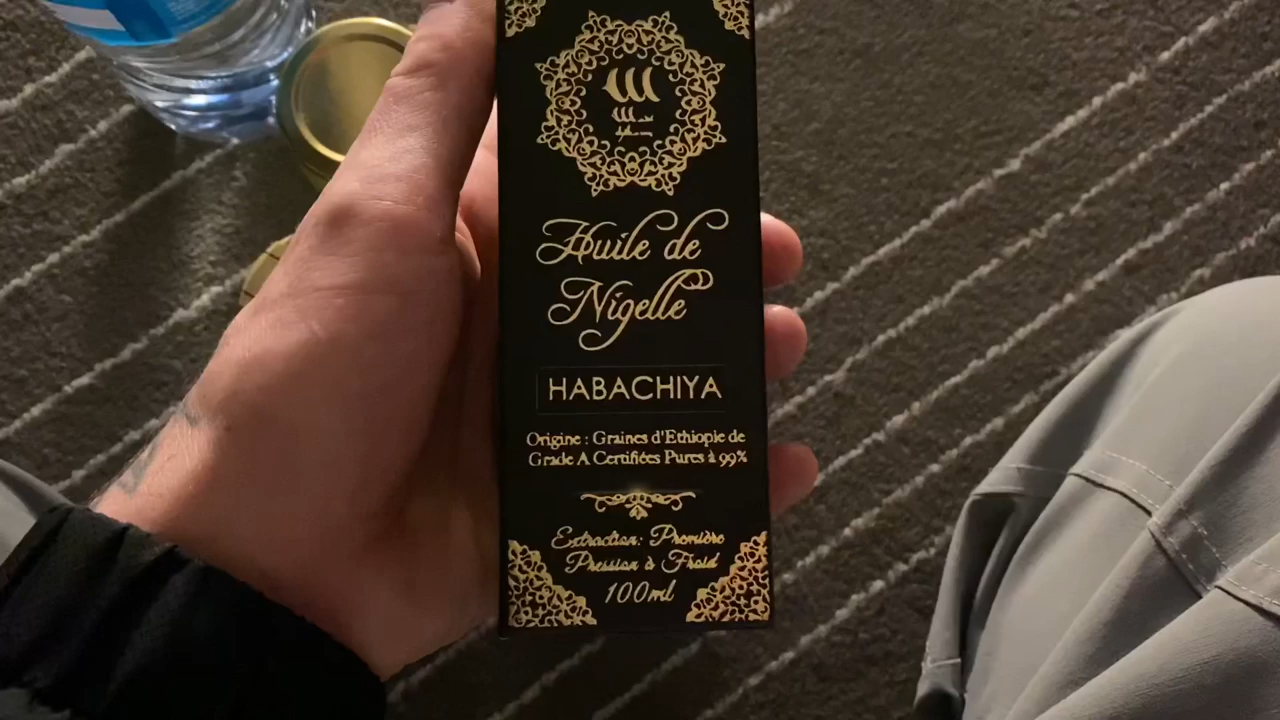 Huile de
Nigelle
HABACHIYA
Origine : Graines d'Ethiopie de
Grade A Certifiées Pures à 99%
Extraction: Première
Pression à Froid
100ml